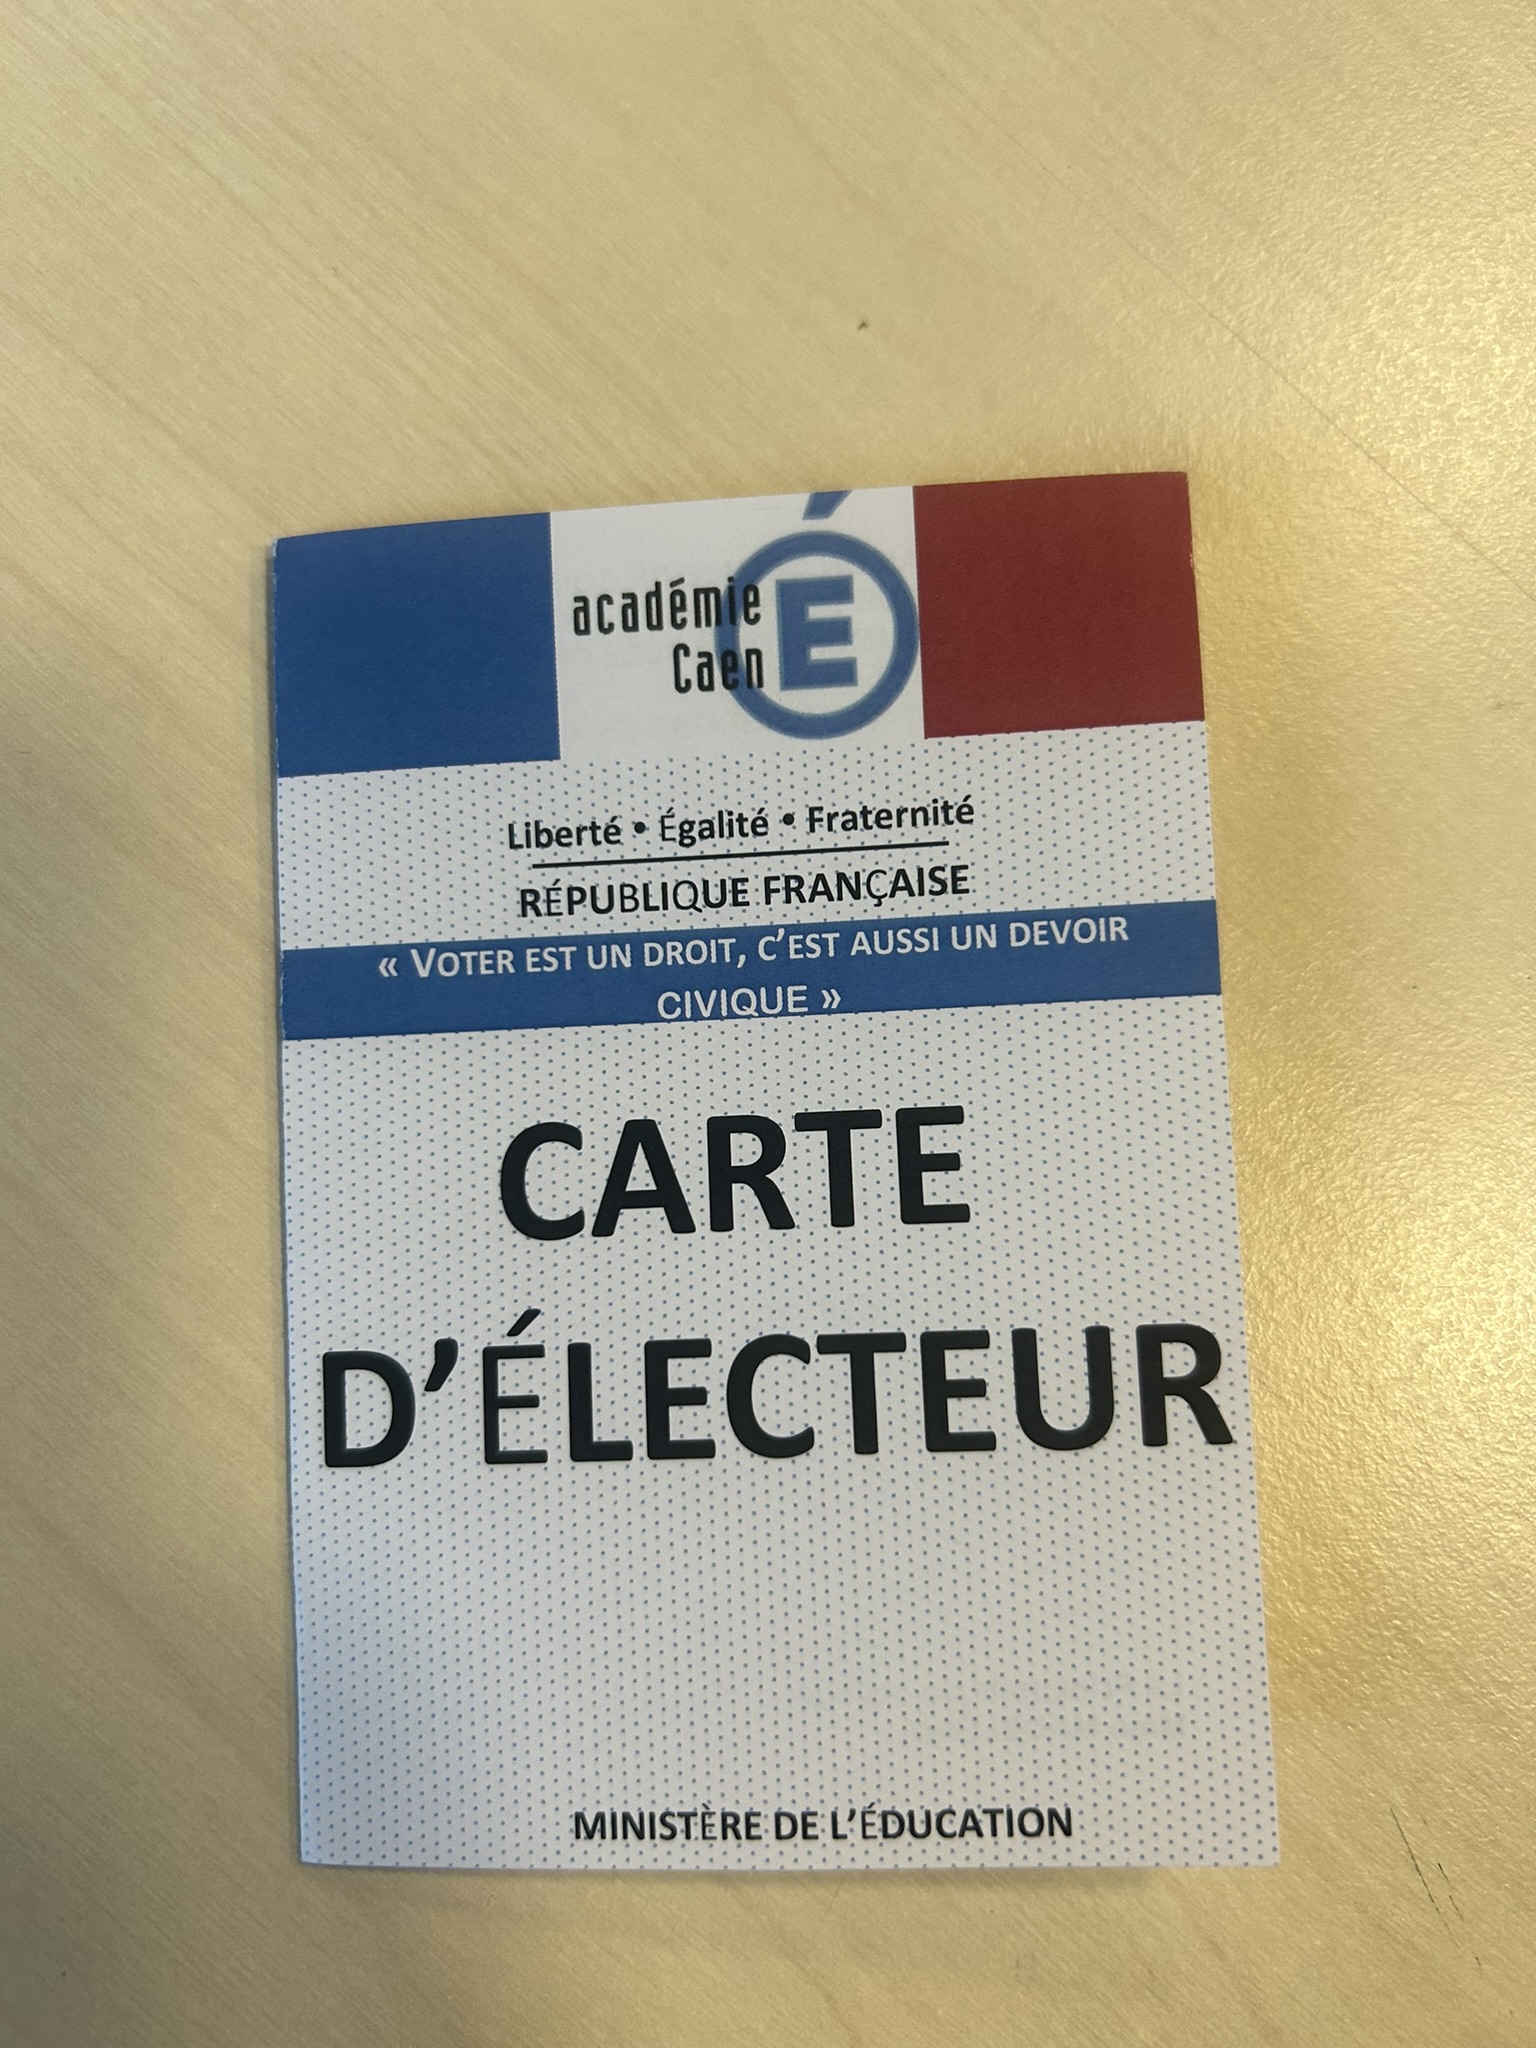 académie
Caen
É
Liberté • Égalité • Fraternité
RÉPUBLIQUE FRANÇAISE
« VOTER EST UN DROIT, C’EST AUSSI UN DEVOIR
CIVIQUE »
CARTE
D’ÉLECTEUR
MINISTÈRE DE L’ÉDUCATION